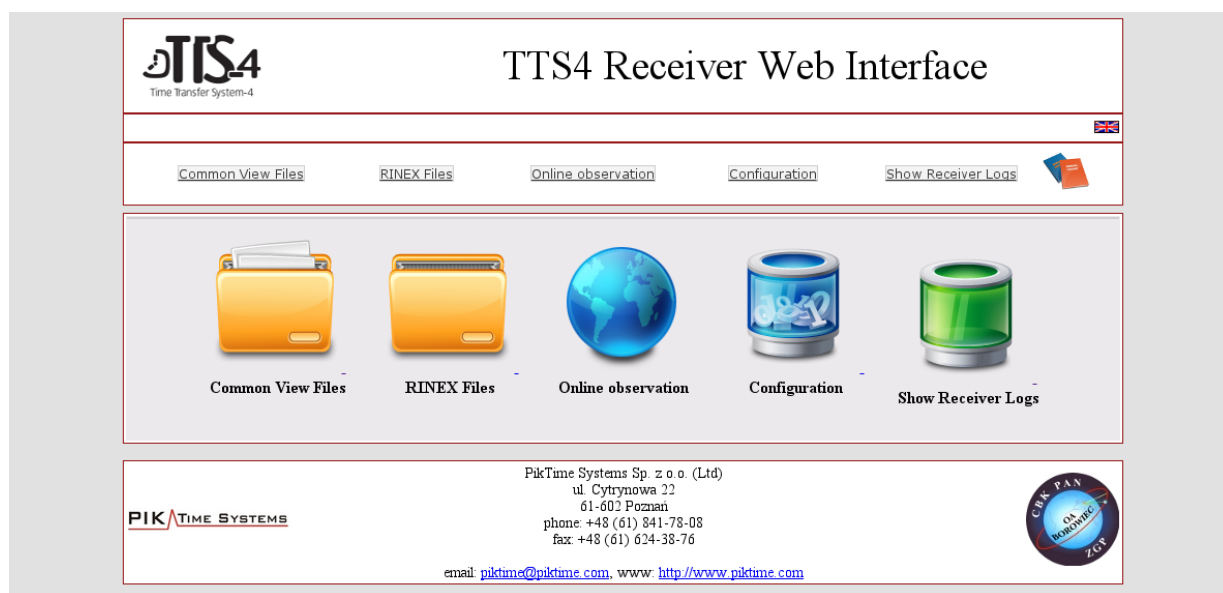 TTS-4
Time Transfer System-4
TTS4 Receiver Web Interface
Common View Files
RINEX Files
Online observation
Configuration
Show Receiver Logs
Common View Files
RINEX Files
Online observation
Configuration
Show Receiver Logs
PikTime Systems Sp. z o.o. (Ltd)
ul. Cytrynowa 22
61-602 Poznań
phone: +48 (61) 841-78-08
fax: +48 (61) 624-38-76
email: piktime@piktime.com, www: http://www.piktime.com
PIK TIME SYSTEMS
CBK PAN
OA
BOROWIEC
ZGP